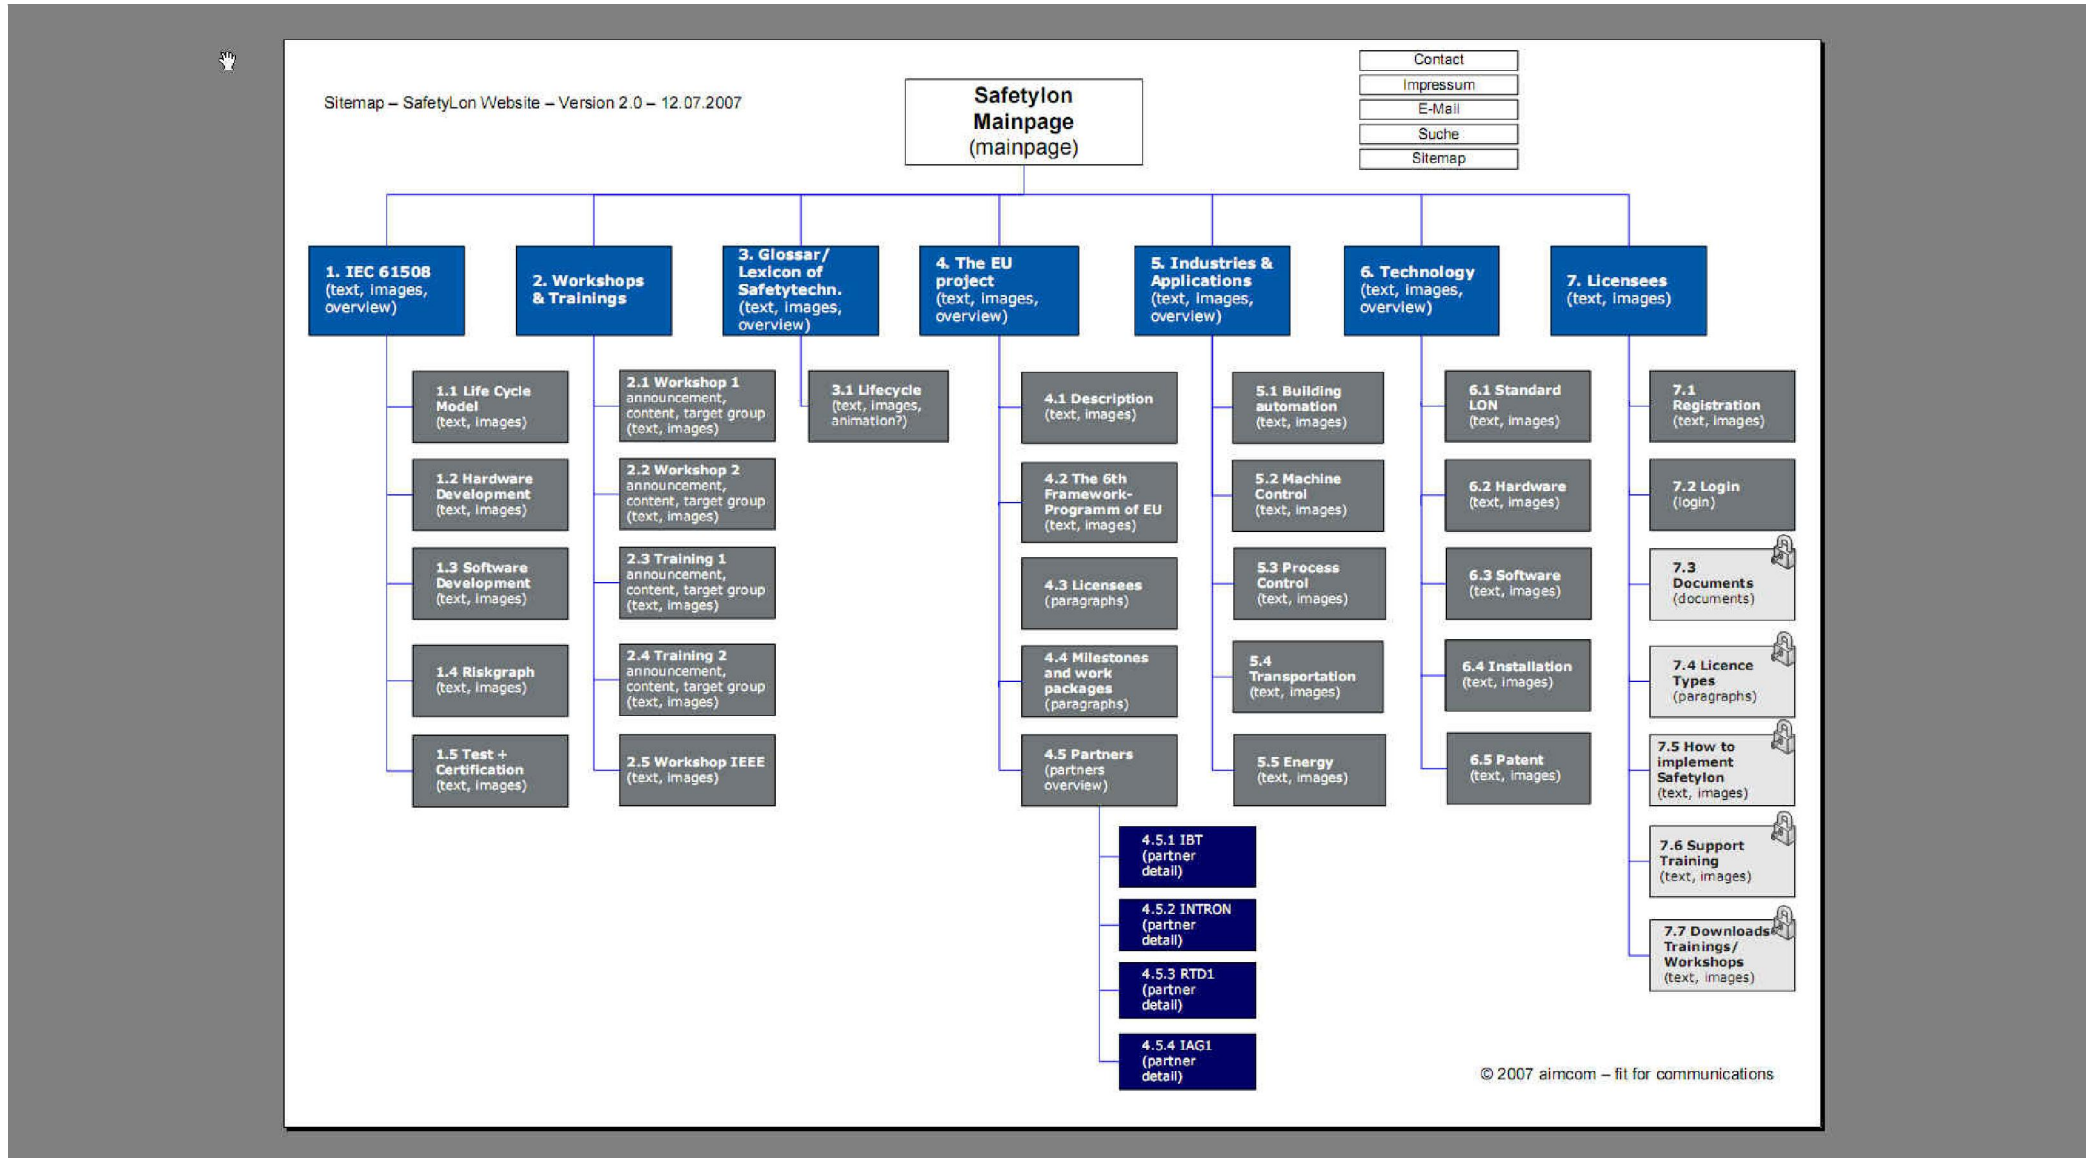 Contact
Impressum
E-Mail
Suche
Sitemap
Sitemap – SafetyLon Website – Version 2.0 – 12.07.2007
Safetylon
Mainpage
(mainpage)
1. IEC 61508
(text, images,
overview)
2. Workshops
& Trainings
3. Glossar/
Lexicon of
Safetytechn.
(text, images,
overview)
4. The EU
project
(text, images,
overview)
5. Industries &
Applications
(text, images,
overview)
6. Technology
(text, images,
overview)
7. Licensees
(text, images)
1.1 Life Cycle
Model
(text, images)
1.2 Hardware
Development
(text, images)
1.3 Software
Development
(text, images)
1.4 Riskgraph
(text, images)
1.5 Test +
Certification
(text, images)
2.1 Workshop 1
announcement,
content, target group
(text, images)
2.2 Workshop 2
announcement,
content, target group
(text, images)
2.3 Training 1
announcement,
content, target group
(text, images)
2.4 Training 2
announcement,
content, target group
(text, images)
2.5 Workshop IEEE
(text, images)
3.1 Lifecycle
(text, images,
animation?)
4.1 Description
(text, images)
4.2 The 6th
Framework-
Programm of EU
(text, images)
4.3 Licensees
(paragraphs)
4.4 Milestones
and work
packages
(paragraphs)
4.5 Partners
(partners
overview)
4.5.1 IBT
(partner
detail)
4.5.2 INTRON
(partner
detail)
4.5.3 RTD1
(partner
detail)
4.5.4 IAG1
(partner
detail)
5.1 Building
automation
(text, images)
5.2 Machine
Control
(text, images)
5.3 Process
Control
(text, images)
5.4
Transportation
(text, images)
5.5 Energy
(text, images)
6.1 Standard
LON
(text, images)
6.2 Hardware
(text, images)
6.3 Software
(text, images)
6.4 Installation
(text, images)
6.5 Patent
(text, images)
7.1
Registration
(text, images)
7.2 Login
(login)
7.3
Documents
(documents)
7.4 Licence
Types
(paragraphs)
7.5 How to
implement
Safetylon
(text, images)
7.6 Support
Training
(text, images)
7.7 Downloads
Trainings/
Workshops
(text, images)
© 2007 aimcom – fit for communications